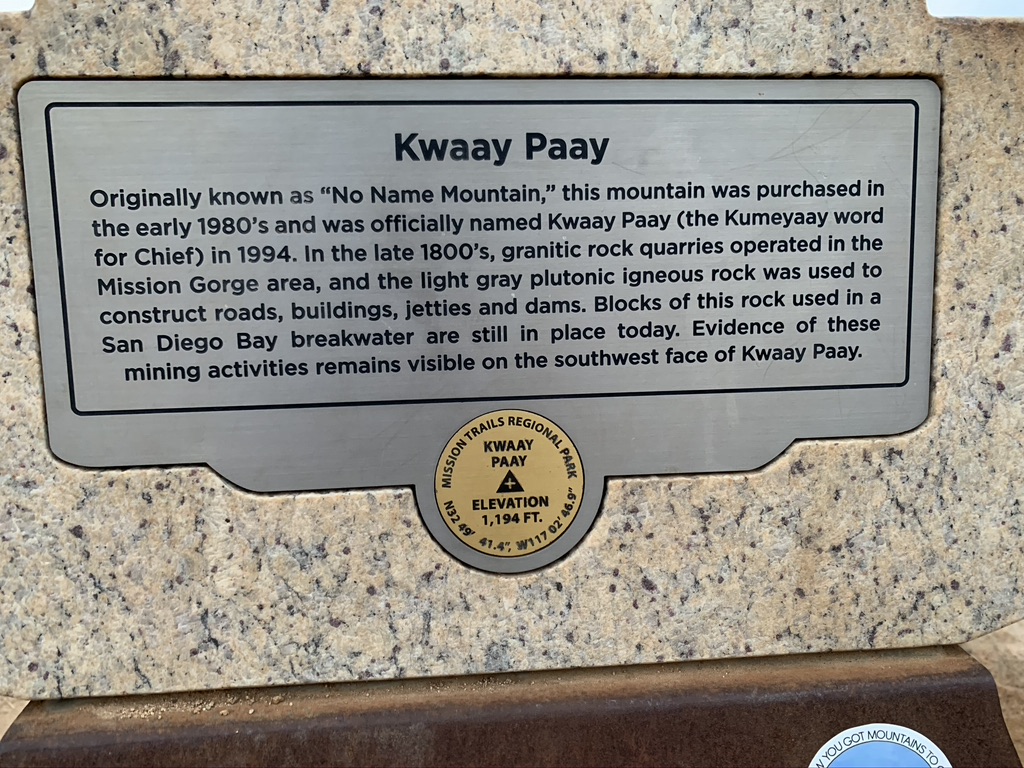 Kwaay Paay
Originally known as “No Name Mountain,” this mountain was purchased in
the early 1980’s and was officially named Kwaay Paay (the Kumeyaay word
for Chief) in 1994. In the late 1800’s, granitic rock quarries operated in the
Mission Gorge area, and the light gray plutonic igneous rock was used to
construct roads, buildings, jetties and dams. Blocks of this rock used in a
San Diego Bay breakwater are still in place today. Evidence of these
mining activities remains visible on the southwest face of Kwaay Paay.
MISSION TRAILS REGIONAL PARK
KWAAY
PAAY
ELEVATION
1,194 FT.
N32 49' 41.4", W117 02' 46.9"
YOU GOT MOUNTAINS TO